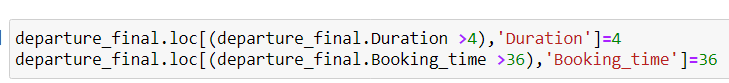 departure_final.loc[(departure_final.Duration >4),'Duration']=4
departure_final.loc[(departure_final.Booking_time >36),'Booking_time']=36